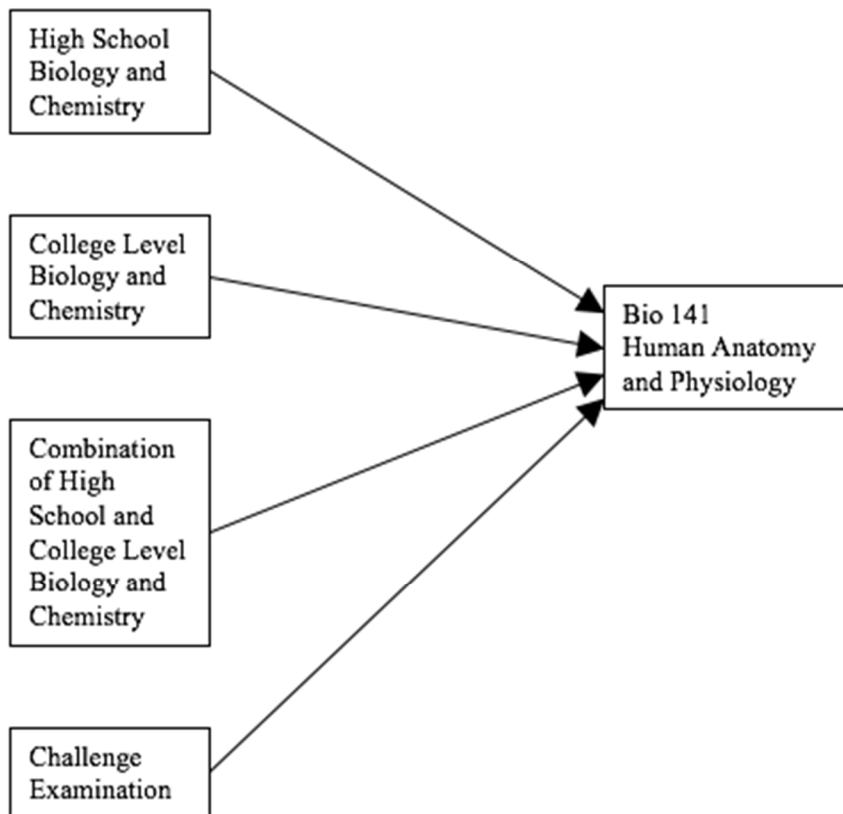 High School
Biology and
Chemistry
College Level
Biology and
Chemistry
Combination
of High
School and
College Level
Biology and
Chemistry
Challenge
Examination
Bio 141
Human Anatomy
and Physiology